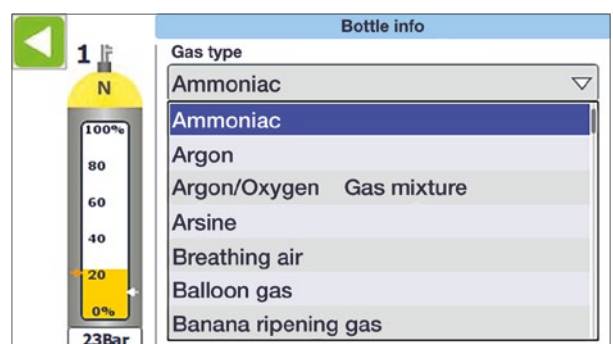 Bottle info
1
Gas type
N
Ammoniac
Ammoniac
100%
Argon
80
Argon/Oxygen Gas mixture
60
Arsine
40
Breathing air
20
Balloon gas
0%
Banana ripening gas
23Bar